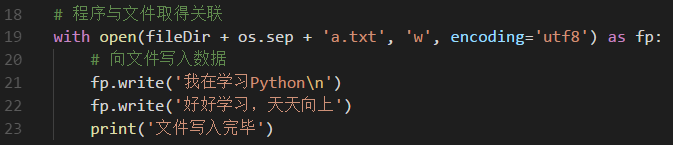 18 # 程序与文件取得关联
19 with open(fileDir + os.sep + 'a.txt', 'w', encoding='utf8') as fp:
20 # 向文件写入数据
21 fp.write('我在学习Python\n')
22 fp.write('好好学习，天天向上')
23 print('文件写入完毕')